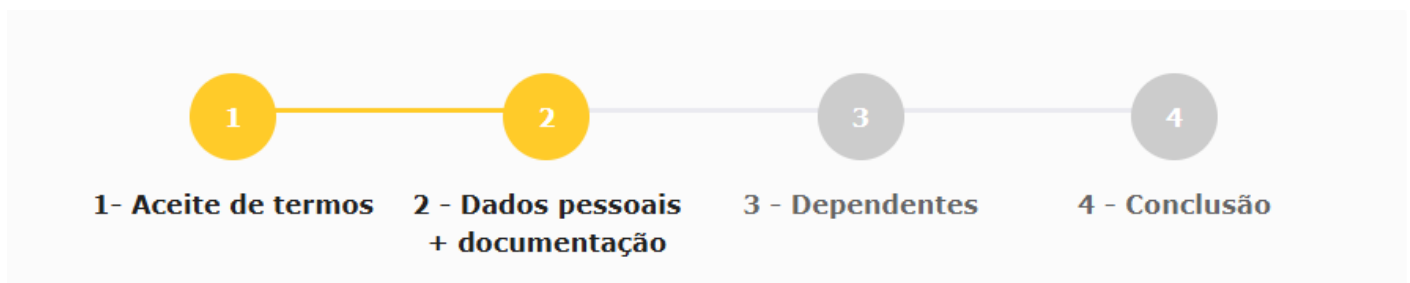 1
2
3
4
1- Aceite de termos
2 - Dados pessoais
+ documentação
3 - Dependentes
4 - Conclusão